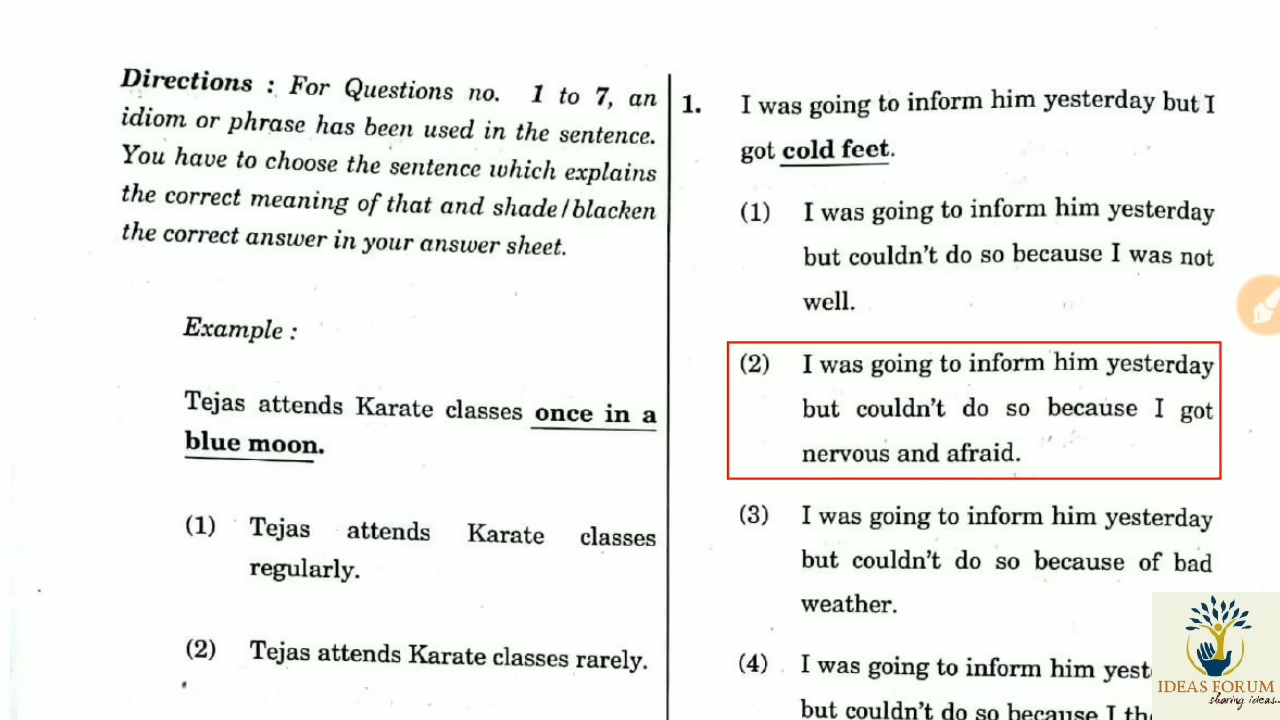 Directions : For Questions no. 1 to 7, an
idiom or phrase has been used in the sentence.
You have to choose the sentence which explains
the correct meaning of that and shade/blacken
the correct answer in your answer sheet.
Example :
Tejas attends Karate classes once in a
blue moon.
(1) Tejas attends Karate classes
regularly.
(2) Tejas attends Karate classes rarely.
1. I was going to inform him yesterday but I
got cold feet.
(1) I was going to inform him yesterday
but couldn't do so because I was not
well.
(2) I was going to inform him yesterday
but couldn't do so because I got
nervous and afraid.
(3) I was going to inform him yesterday
but couldn't do so because of bad
weather.
(4) I was going to inform him
but couldn't do so because I
IDEAS FORUM
sharing ideas...